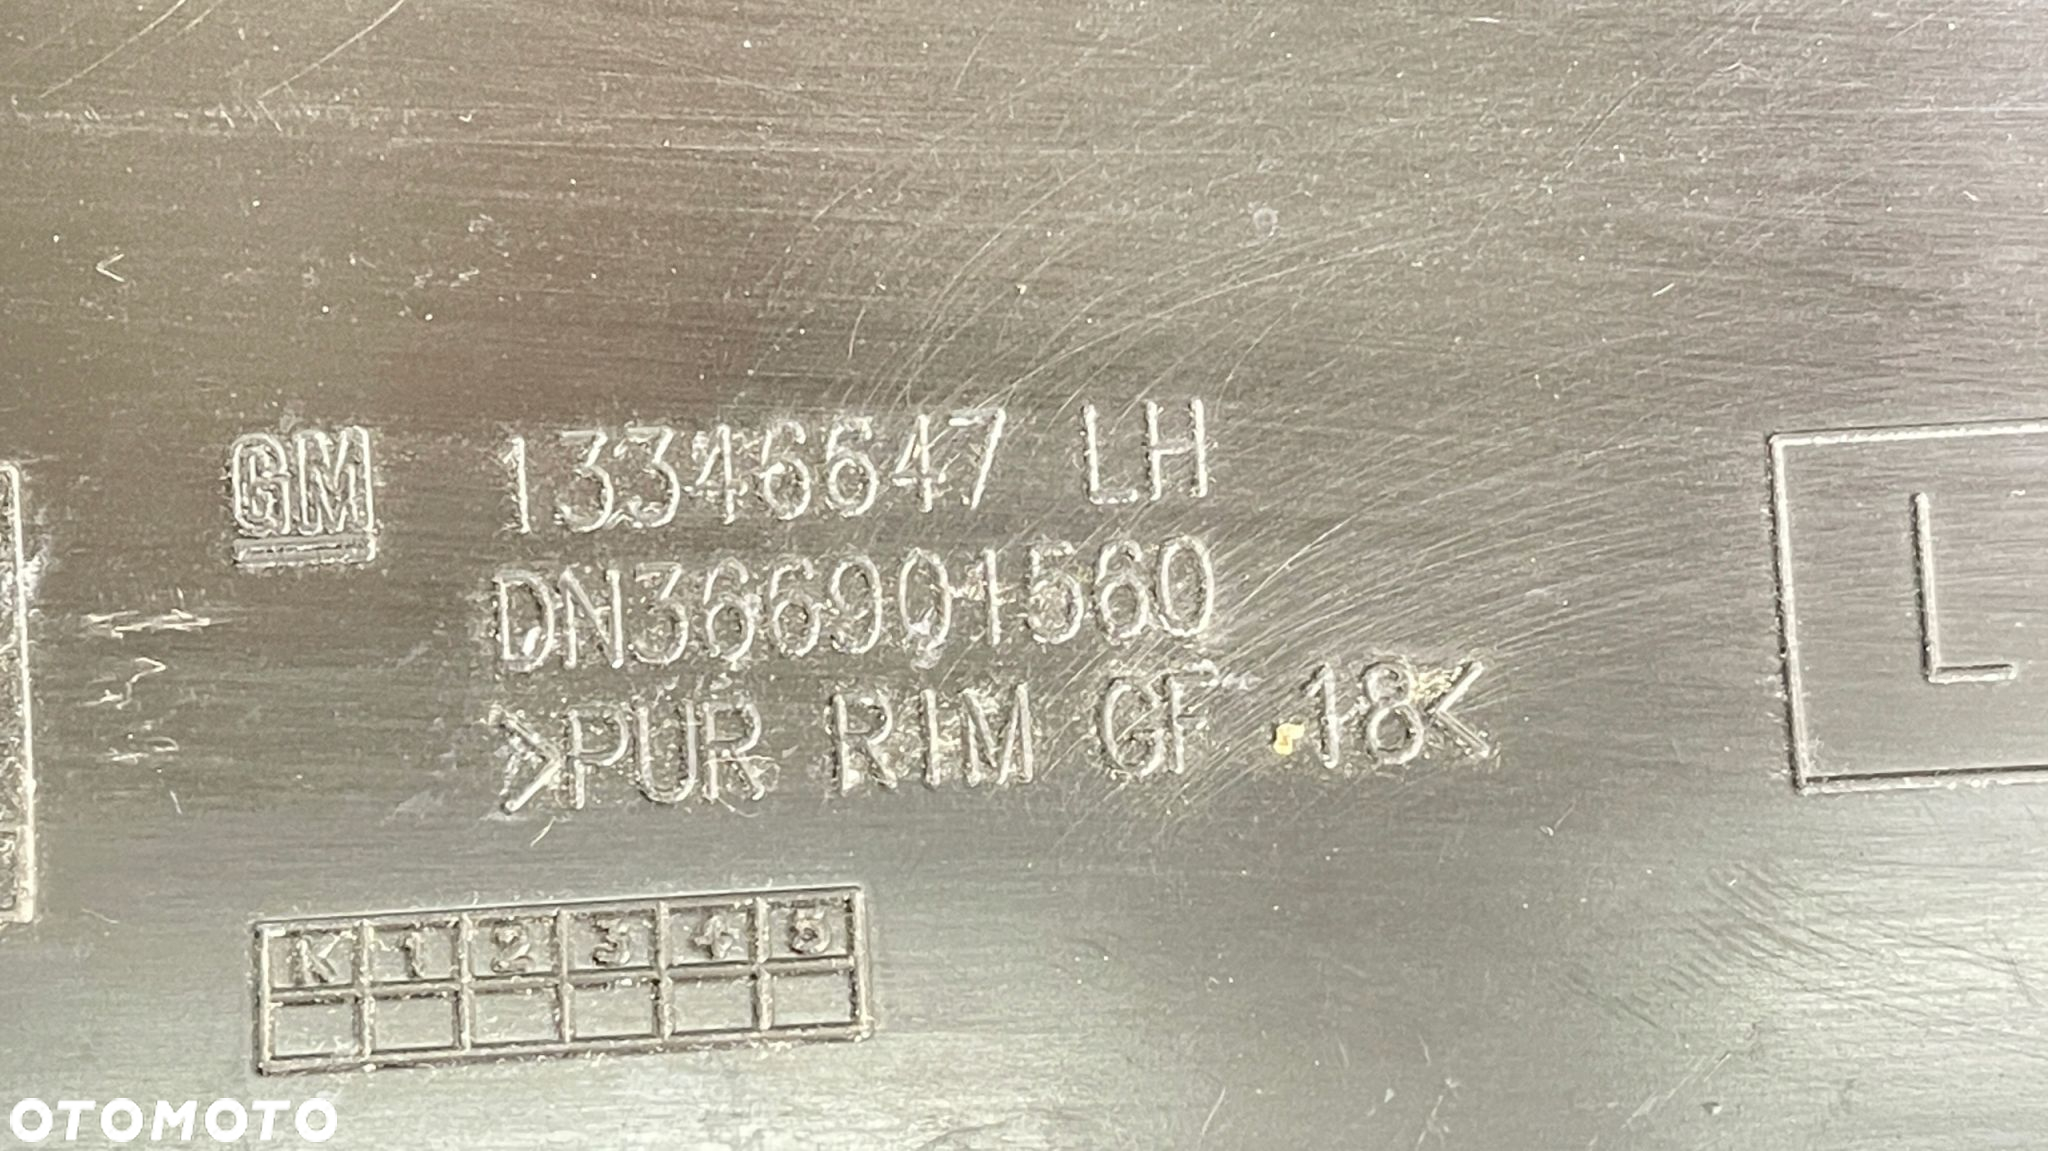 GM 13346647 LH
DN366901560
>PUR RIM GF 18<
L
K 1 2 3 4 5
OTOMOTO